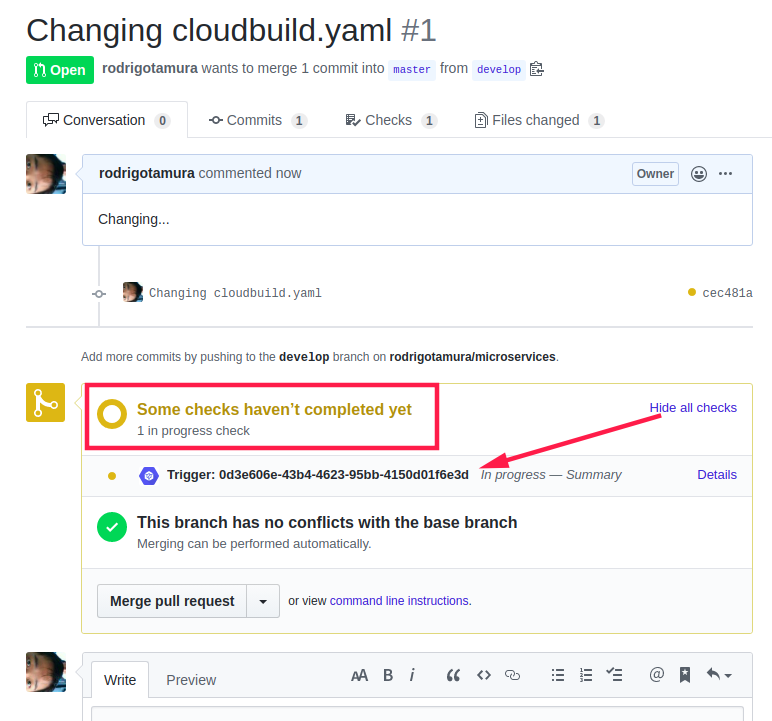 Changing cloudbuild.yaml #1
Open rodrigotamura wants to merge 1 commit into master from develop
Conversation 0 Commits 1 Checks 1 Files changed 1
rodrigotamura commented now Owner
Changing...
Changing cloudbuild.yaml cec481a
Add more commits by pushing to the develop branch on rodrigotamura/microservices.
Some checks haven’t completed yet Hide all checks
1 in progress check
Trigger: 0d3e606e-43b4-4623-95bb-4150d01f6e3d In progress — Summary Details
This branch has no conflicts with the base branch
Merging can be performed automatically.
Merge pull request or view command line instructions.
Write Preview AA B i